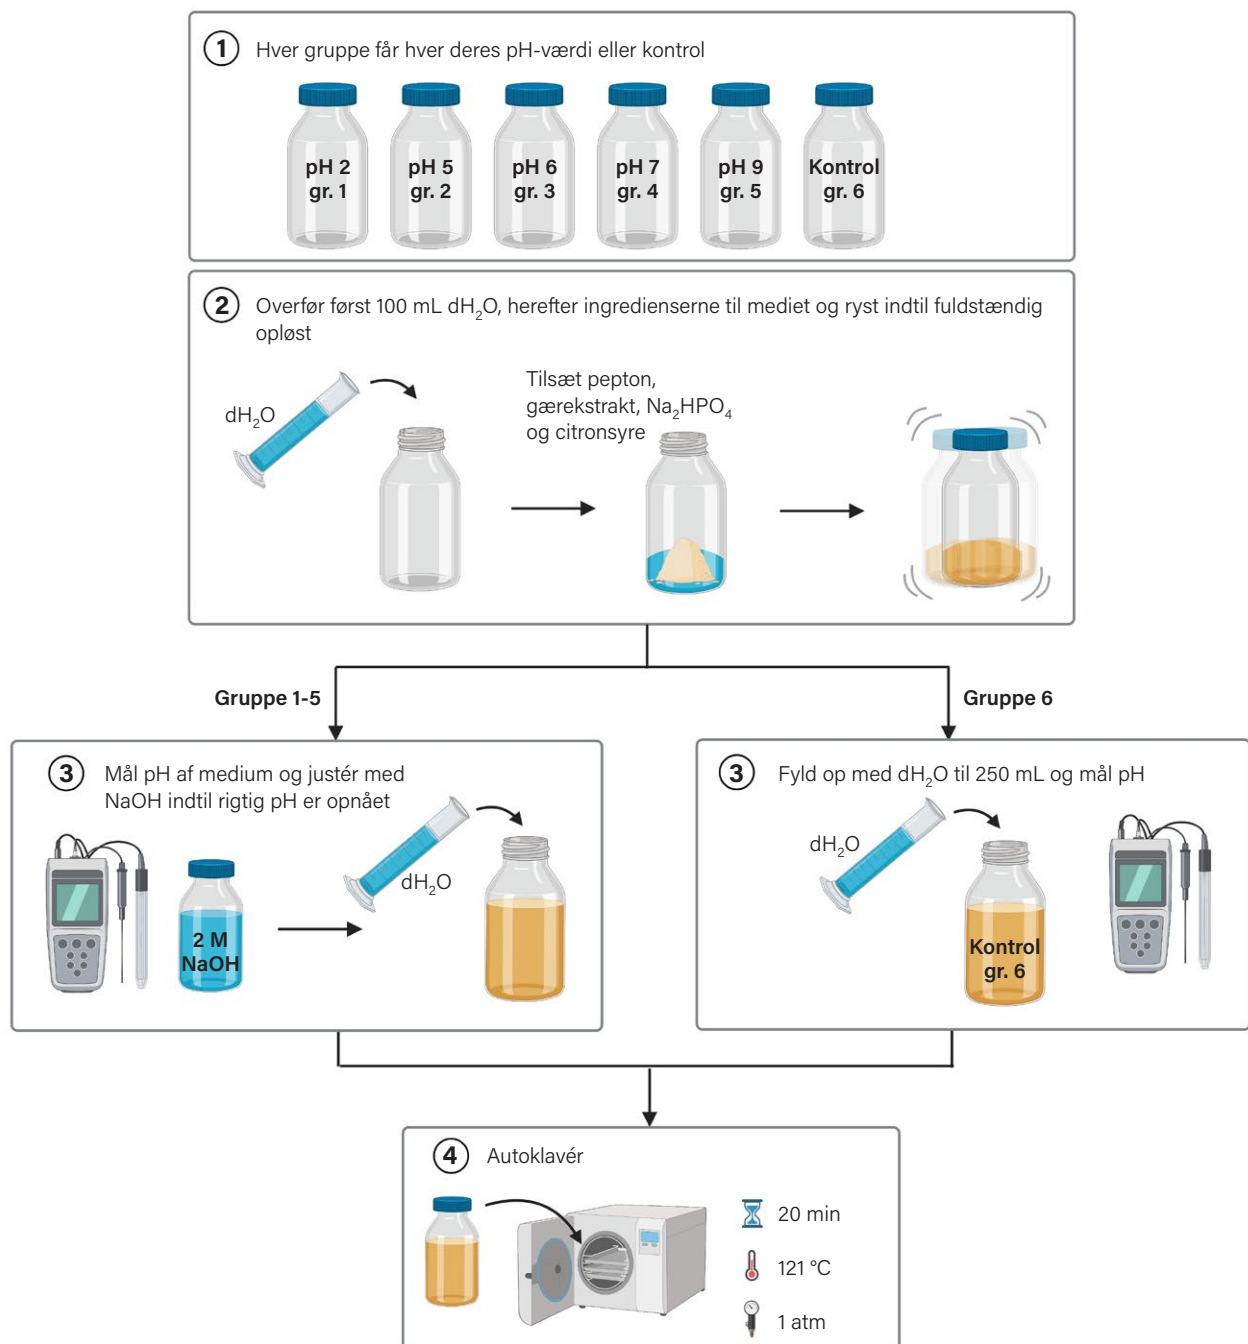 1 Hver gruppe får hver deres pH-værdi eller kontrol
pH 2
gr. 1
pH 5
gr. 2
pH 6
gr. 3
pH 7
gr. 4
pH 9
gr. 5
Kontrol
gr. 6
2 Overfør først 100 mL dH₂O, herefter ingredienserne til mediet og ryst indtil fuldstændig
opløst
dH₂O
Tilsæt pepton,
gærekstrakt, Na₂HPO₄
og citronsyre
Gruppe 1-5
Gruppe 6
3 Mål pH af medium og justér med
NaOH indtil rigtig pH er opnået
dH₂O
2 M
NaOH
3 Fyld op med dH₂O til 250 mL og mål pH
dH₂O
Kontrol
gr. 6
4 Autoklavér
20 min
121 °C
1 atm